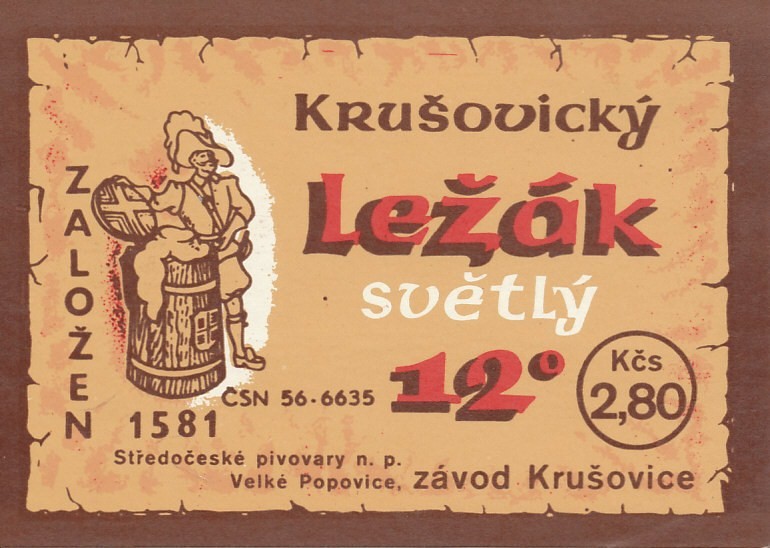 Krušovický
Ležák
světlý
12°
Kčs
2,80
ZALOŽEN
1581
ČSN 56-6635
Středočeské pivovary n. p.
Velké Popovice, závod Krušovice